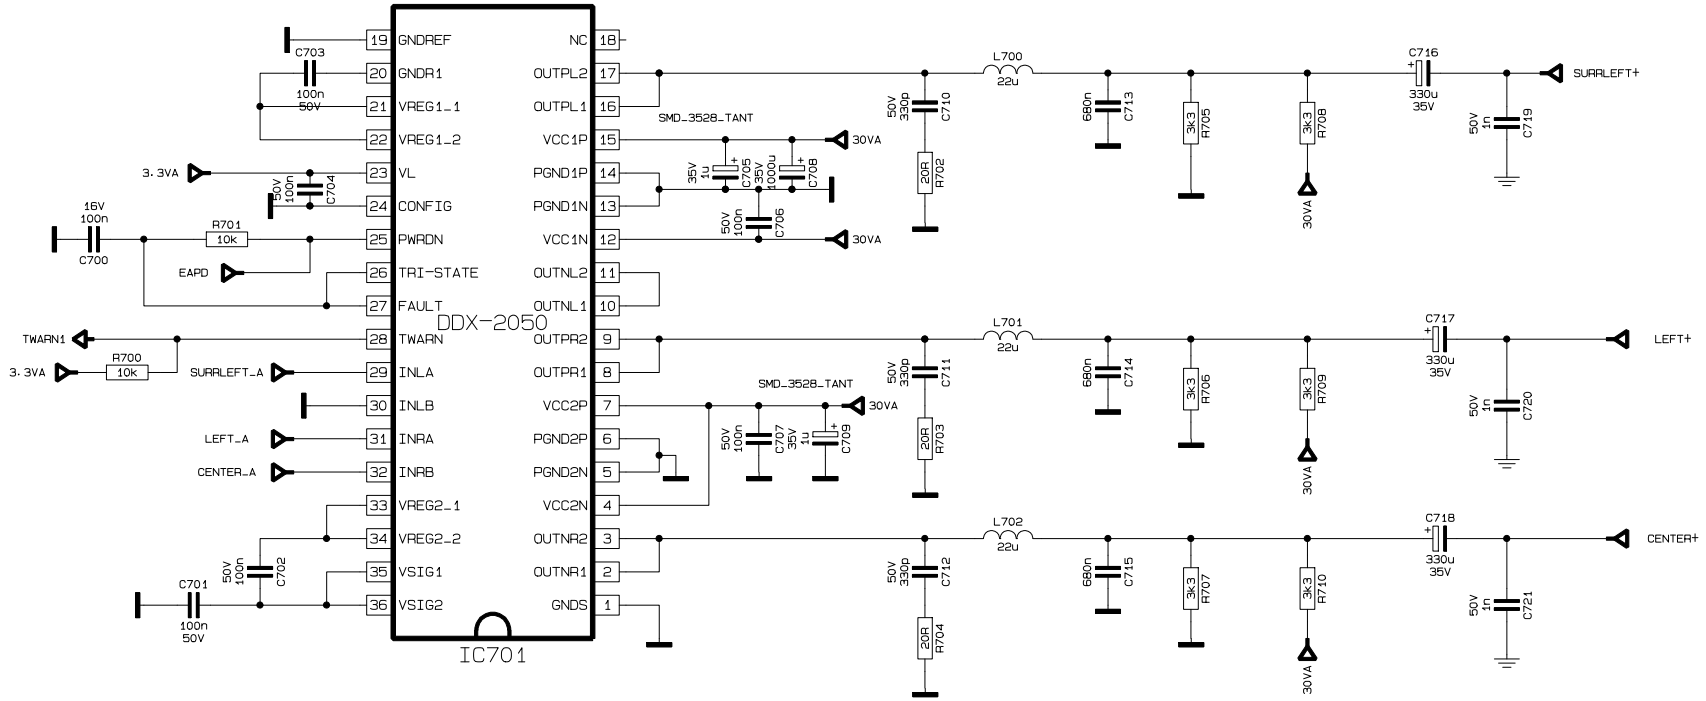 19 GNDREF
20 GNDR1
21 VREG1_1
22 VREG1_2
23 VL
24 CONFIG
25 PWRDN
26 TRI-STATE
27 FAULT
28 TWARN
29 INLA
30 INLB
31 INRA
32 INRB
33 VREG2_1
34 VREG2_2
35 VSIG1
36 VSIG2
NC 18
OUTPL2 17
OUTPL1 16
VCC1P 15
PGND1P 14
PGND1N 13
VCC1N 12
OUTNL2 11
OUTNL1 10
OUTPR2 9
OUTPR1 8
VCC2P 7
PGND2P 6
PGND2N 5
VCC2N 4
OUTNR2 3
OUTNR1 2
GNDS 1
DDX-2050
IC701
C703
100n
50V
3.3VA
50V
100n
C704
16V
100n
C700
R701
10k
EAPD
TWARN1
3.3VA
R700
10k
SURRLEFT_A
LEFT_A
CENTER_A
50V
100n
C702
C701
100n
50V
SMD_3528_TANT
30VA
35V
1u
C705
35V
1000u
C708
50V
100n
C706
30VA
SMD_3528_TANT
30VA
50V
100n
C707
35V
1u
C709
50V
330p
C710
20R
R702
L700
22u
680n
C713
3k3
R705
3k3
R708
30VA
C716
+
330u
35V
50V
1n
C719
SURRLEFT+
50V
330p
C711
20R
R703
L701
22u
680n
C714
3k3
R706
3k3
R709
30VA
C717
+
330u
35V
50V
1n
C720
LEFT+
50V
330p
C712
20R
R704
L702
22u
680n
C715
3k3
R707
3k3
R710
30VA
C718
+
330u
35V
50V
1n
C721
CENTER+